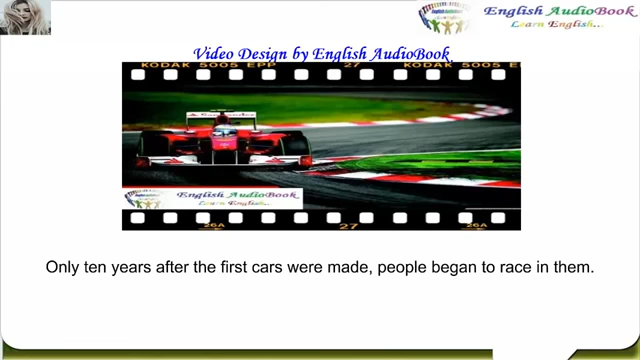 English AudioBook
Learn English...
Video Design by English AudioBook
KODAK 5005 EPP 27 KODAK 5005 E
Santander
English AudioBook
Learn English...
26A 27 26A
Only ten years after the first cars were made, people began to race in them.